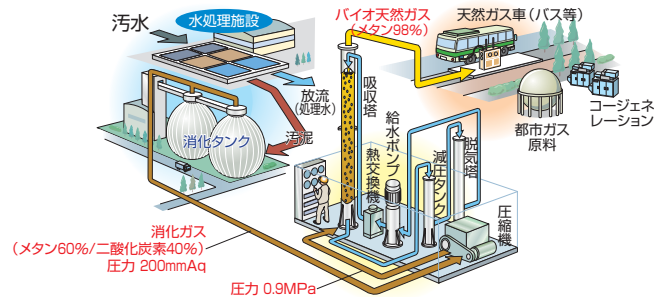 汚水
水処理施設
バイオ天然ガス
(メタン98%)
天然ガス車(バス等)
放流
(処理水)
消化タンク
汚泥
吸収塔
給水ポンプ
熱交換機
減圧タンク
脱気塔
圧縮機
都市ガス
原料
コージェネ
レーション
消化ガス
(メタン60%/二酸化炭素40%)
圧力 200mmAq
圧力 0.9MPa